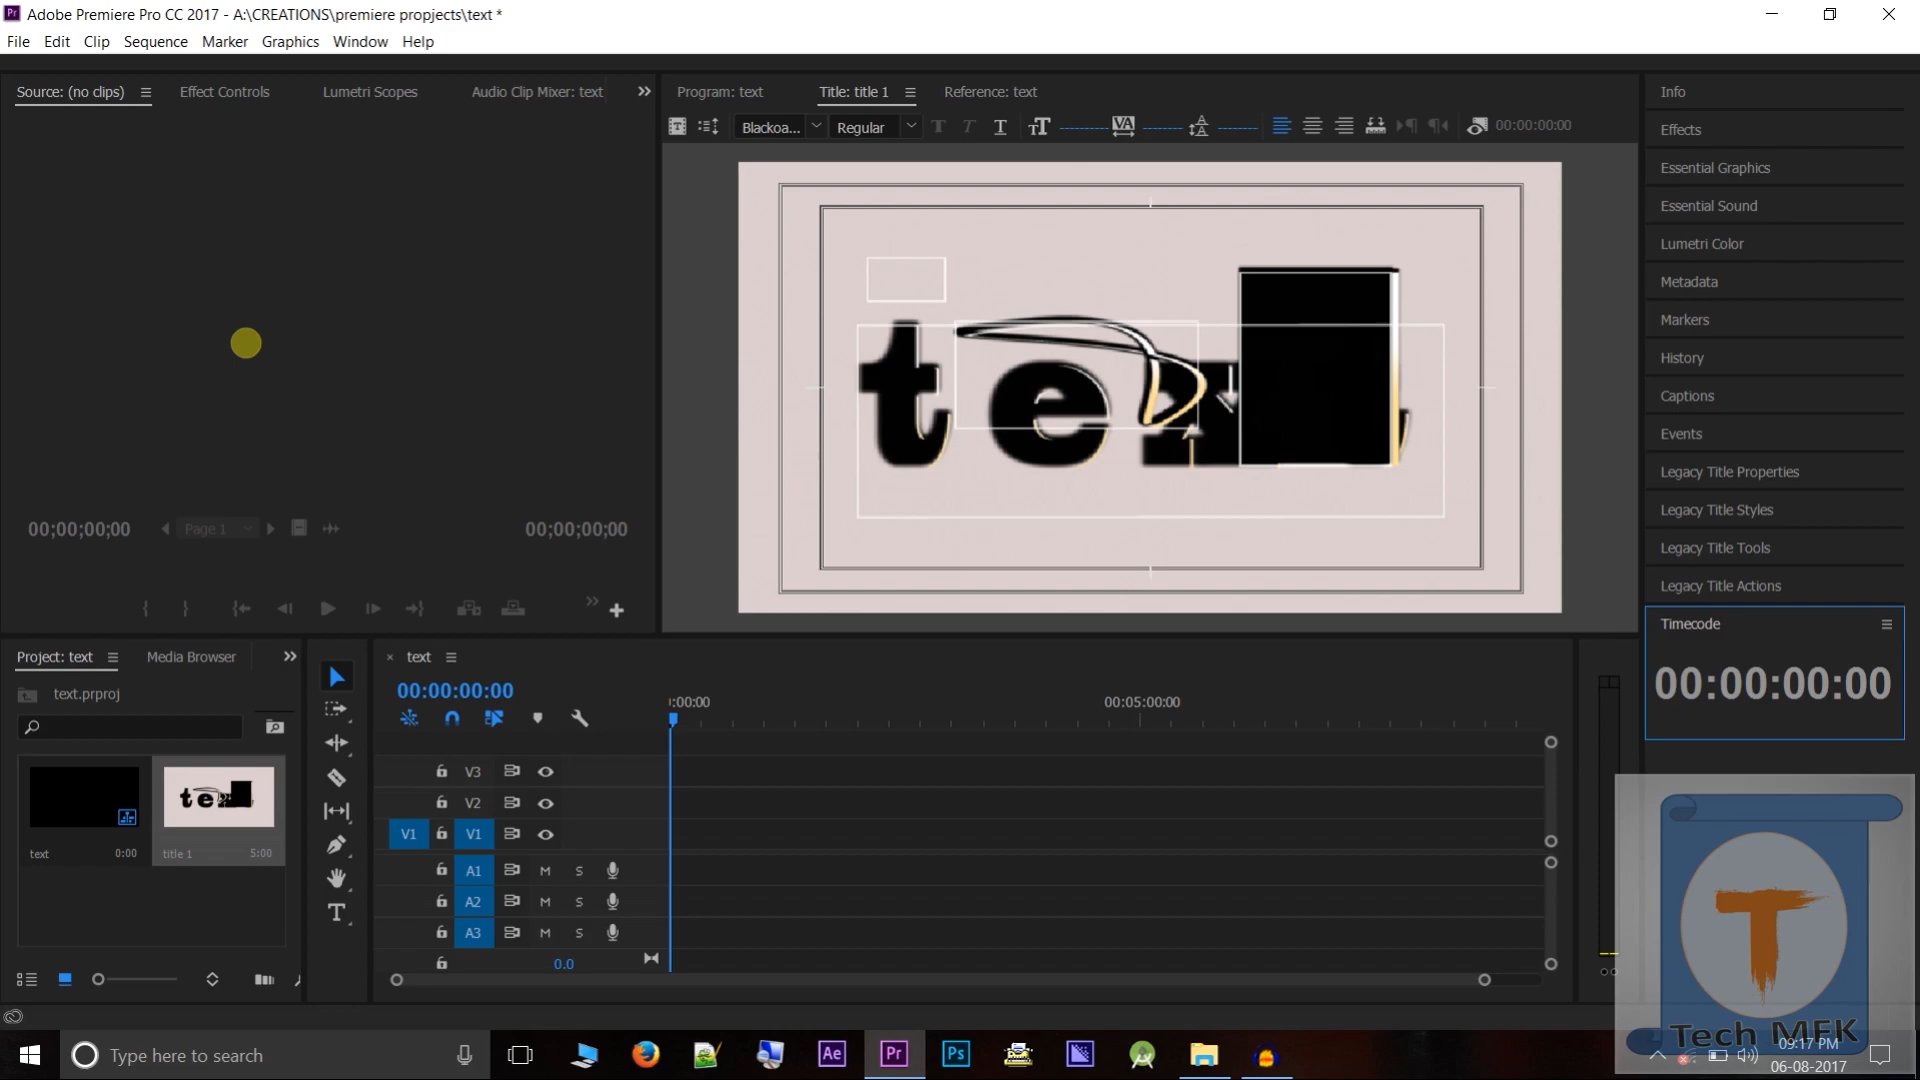 Adobe Premiere Pro CC 2017 - A:\CREATIONS\premiere propjects\text *
File Edit Clip Sequence Marker Graphics Window Help
Source: (no clips) Effect Controls Lumetri Scopes Audio Clip Mixer: text
Program: text Title: title 1 Reference: text
Blackoa... Regular 00:00:00:00
Info
Effects
Essential Graphics
Essential Sound
Lumetri Color
Metadata
Markers
History
Captions
Events
Legacy Title Properties
Legacy Title Styles
Legacy Title Tools
Legacy Title Actions
Timecode
00:00:00:00
00;00;00;00 Page 1 00;00;00;00
Project: text Media Browser
text.prproj
text 0:00 title 1 5:00
text
00:00:00:00
:00:00 00:05:00:00
V3
V2
V1 V1
A1 M S
A2 M S
A3 M S
0.0
T
Tech MFK
Type here to search
Ae Pr Ps
09:17 PM
06-08-2017